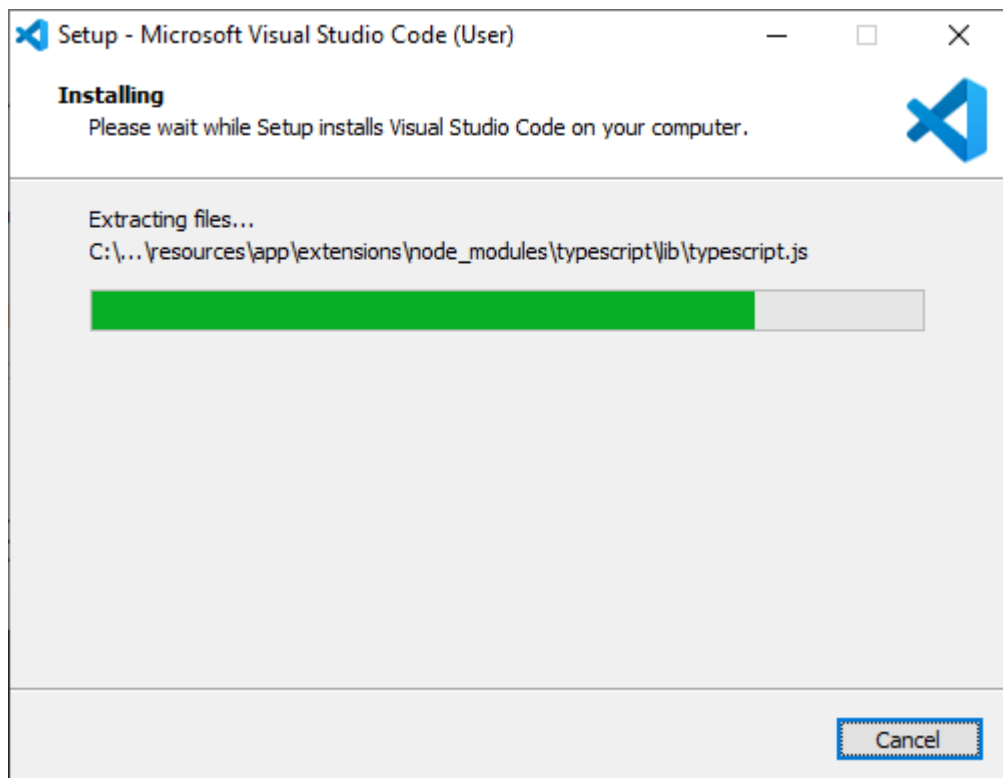 Setup - Microsoft Visual Studio Code (User)
Installing
Please wait while Setup installs Visual Studio Code on your computer.
Extracting files...
C:\...\resources\app\extensions\node_modules\typescript\lib\typescript.js
Cancel